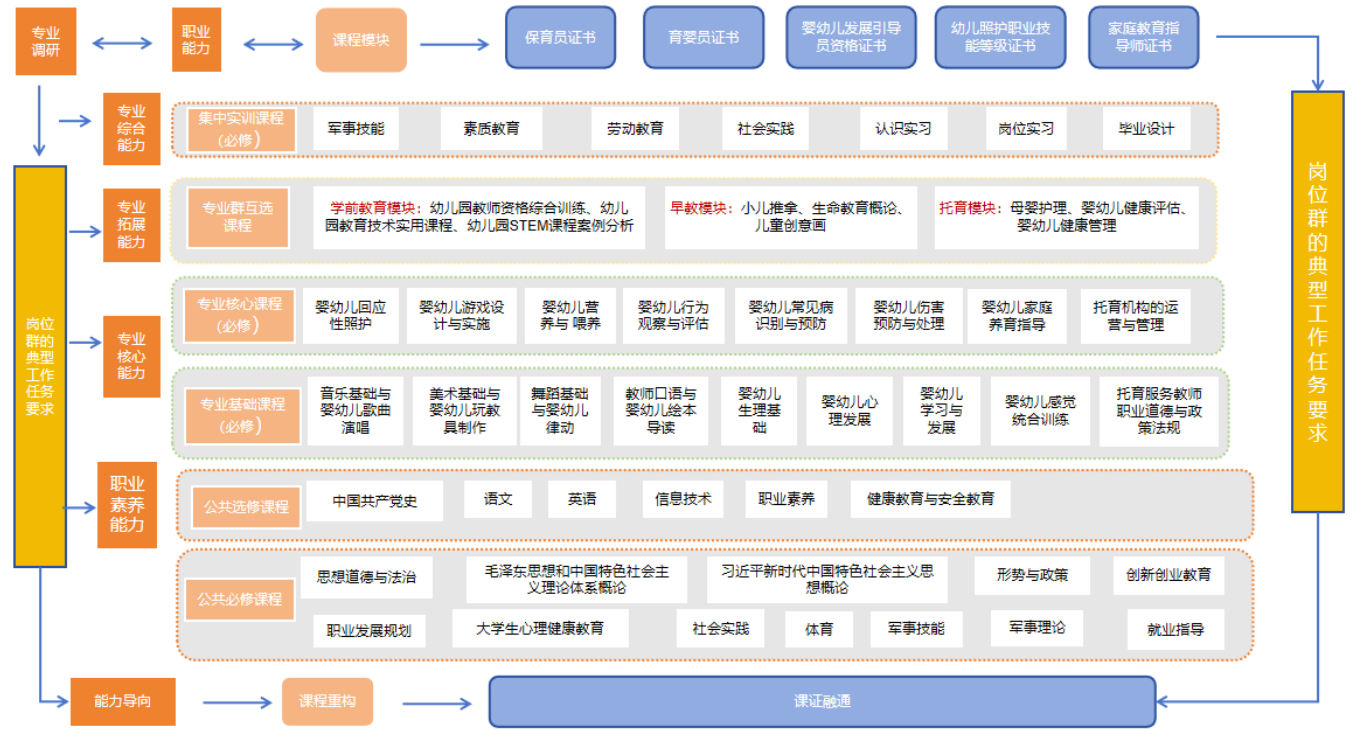 专业
调研
职业
能力
课程模块
保育员证书
育婴员证书
婴幼儿发展引导
员资格证书
幼儿照护职业技
能等级证书
家庭教育指
导师证书
专业
综合
能力
集中实训课程
(必修)
军事技能
素质教育
劳动教育
社会实践
认识实习
岗位实习
毕业设计
专业
拓展
能力
专业群互选
课程
学前教育模块：幼儿园教师资格综合训练、幼儿
园教育技术实用课程、幼儿园STEM课程案例分析
早教模块：小儿推拿、生命教育概论、
儿童创意画
托育模块：母婴护理、婴幼儿健康评估、
婴幼儿健康管理
岗位
群的
典型
工作
任务
要求
专业
核心
能力
专业核心课程
(必修)
婴幼儿回应
性照护
婴幼儿游戏设
计与实施
婴幼儿营
养与 喂养
婴幼儿行为
观察与评估
婴幼儿常见病
识别与预防
婴幼儿伤害
预防与处理
婴幼儿家庭
养育指导
托育机构的运
营与管理
专业基础课程
(必修)
音乐基础与
婴幼儿歌曲
演唱
美术基础与
婴幼儿玩教
具制作
舞蹈基础
与婴幼儿
律动
教师口语与
婴幼儿绘本
导读
婴幼儿
生理基
础
婴幼儿心
理发展
婴幼儿
学习与
发展
婴幼儿感觉
统合训练
托育服务教师
职业道德与政
策法规
职业
素养
能力
公共选修课程
中国共产党史
语文
英语
信息技术
职业素养
健康教育与安全教育
公共必修课程
思想道德与法治
毛泽东思想和中国特色社会主
义理论体系概论
习近平新时代中国特色社会主义思
想概论
形势与政策
创新创业教育
职业发展规划
大学生心理健康教育
社会实践
体育
军事技能
军事理论
就业指导
岗
位
群
的
典
型
工
作
任
务
要
求
能力导向
课程重构
课证融通